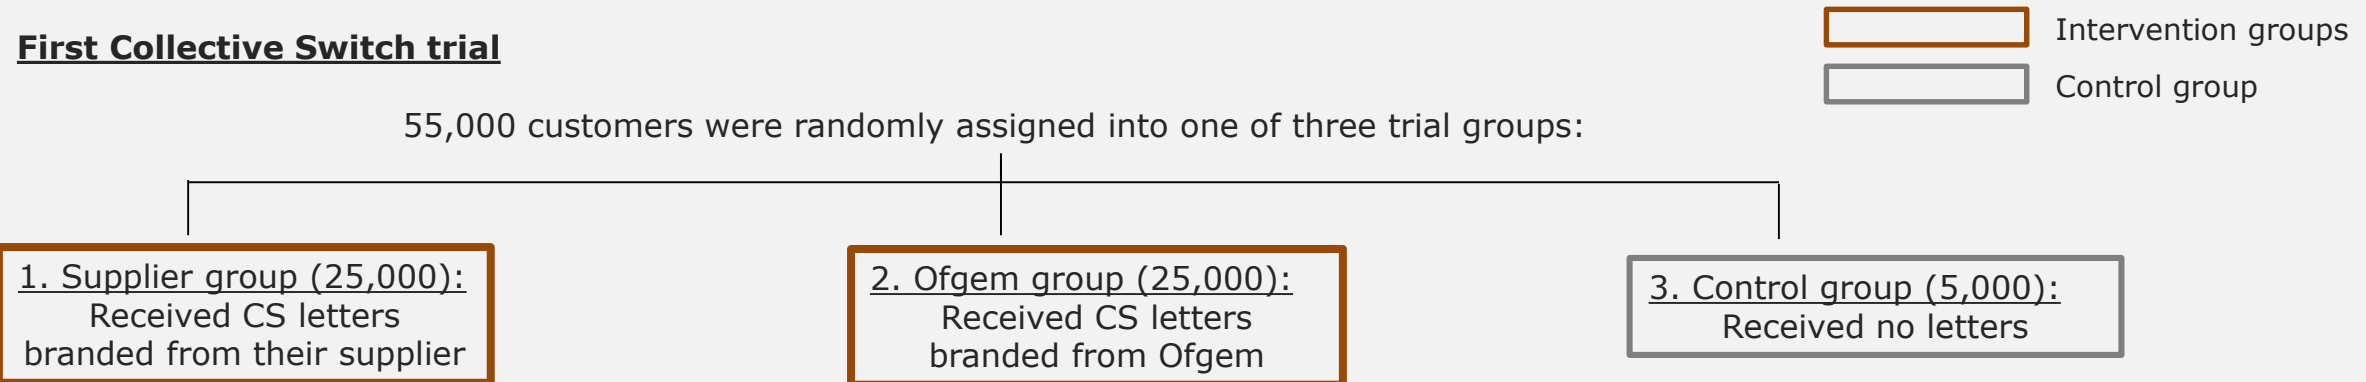 First Collective Switch trial
Intervention groups
Control group
55,000 customers were randomly assigned into one of three trial groups:
1. Supplier group (25,000):
Received CS letters
branded from their supplier
2. Ofgem group (25,000):
Received CS letters
branded from Ofgem
3. Control group (5,000):
Received no letters